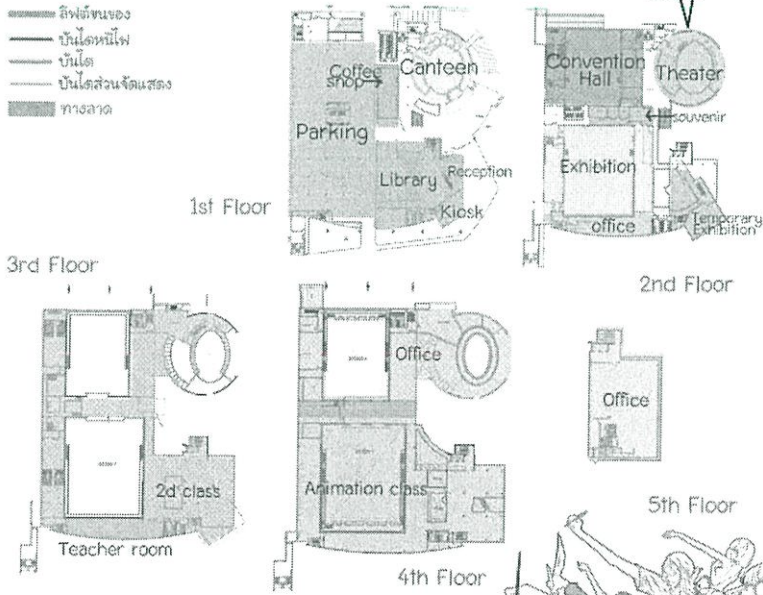 ลิฟต์ขนของ
บันไดหนีไฟ
บันได
บันไดส่วนจัดแสดง
ทางลาด
Coffee shop
Canteen
Parking
Library
Reception
Kiosk
1st Floor
Convention Hall
Theater
souvenir
Exhibition
office
Temporary Exhibition
2nd Floor
3rd Floor
2d class
Teacher room
Office
Animation class
4th Floor
Office
5th Floor